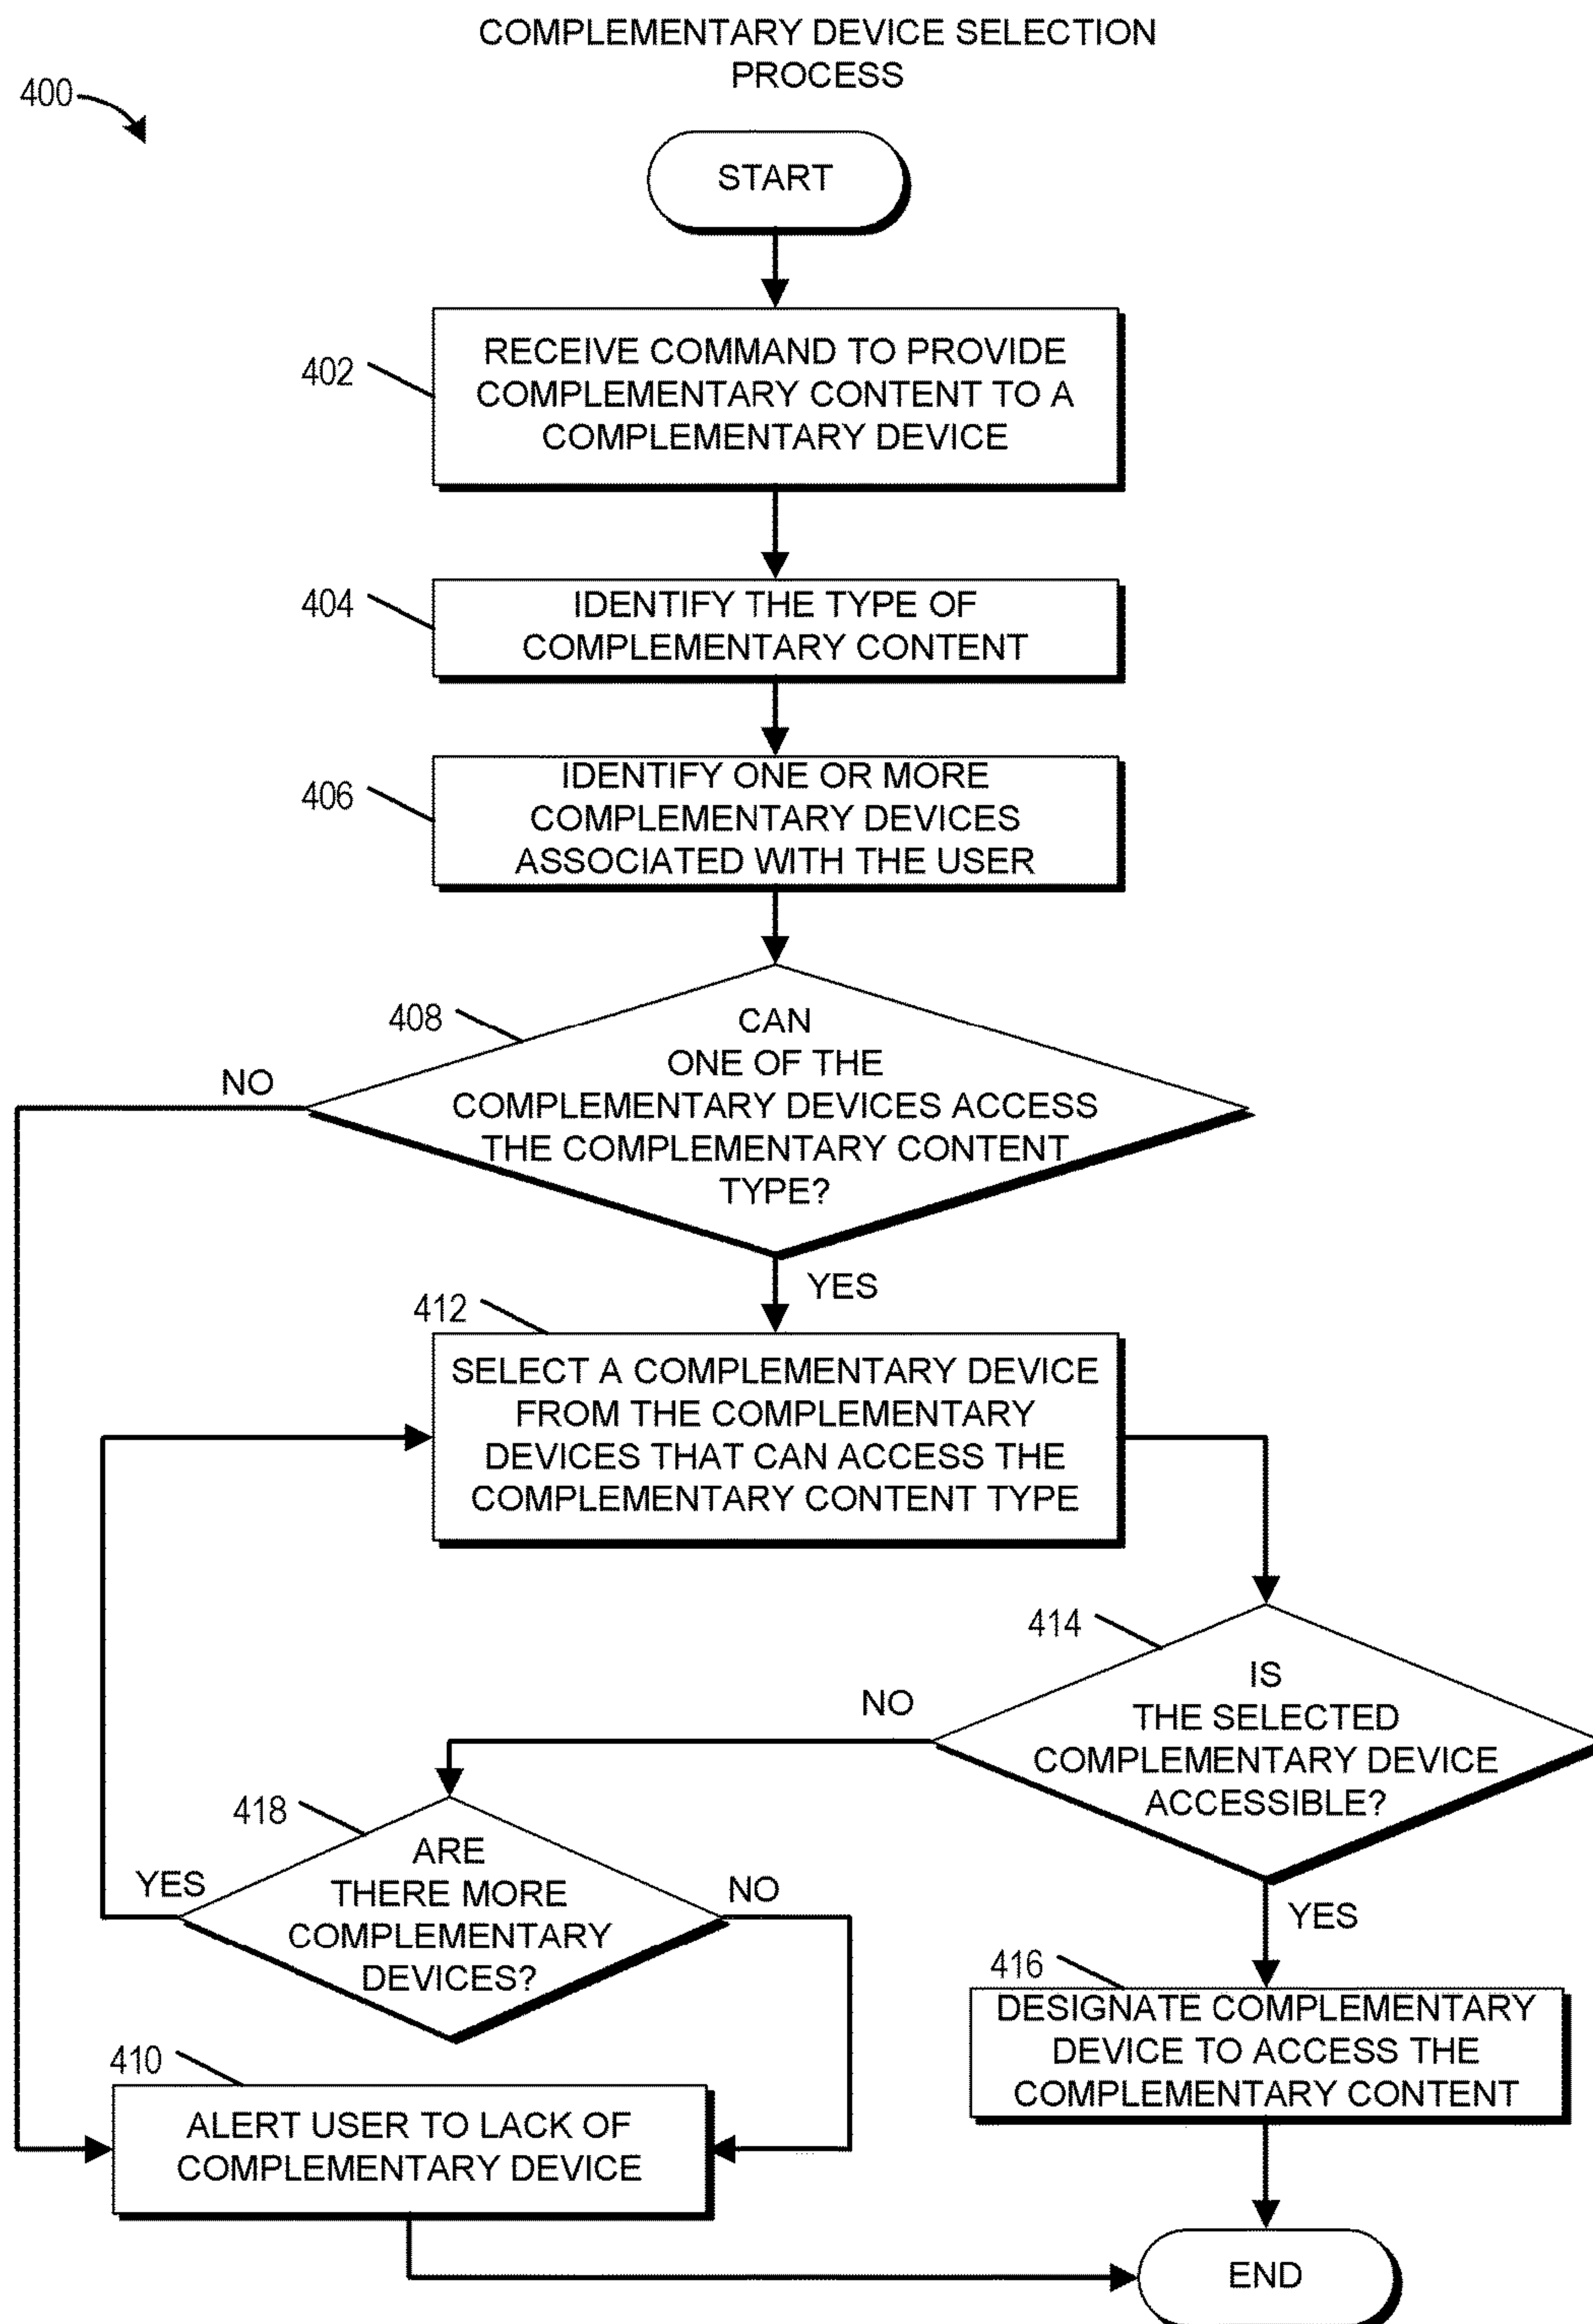 COMPLEMENTARY DEVICE SELECTION
PROCESS
400
START
402
RECEIVE COMMAND TO PROVIDE
COMPLEMENTARY CONTENT TO A
COMPLEMENTARY DEVICE
404
IDENTIFY THE TYPE OF
COMPLEMENTARY CONTENT
406
IDENTIFY ONE OR MORE
COMPLEMENTARY DEVICES
ASSOCIATED WITH THE USER
408
CAN
ONE OF THE
COMPLEMENTARY DEVICES ACCESS
THE COMPLEMENTARY CONTENT
TYPE?
NO
YES
412
SELECT A COMPLEMENTARY DEVICE
FROM THE COMPLEMENTARY
DEVICES THAT CAN ACCESS THE
COMPLEMENTARY CONTENT TYPE
414
IS
THE SELECTED
COMPLEMENTARY DEVICE
ACCESSIBLE?
NO
YES
418
ARE
THERE MORE
COMPLEMENTARY
DEVICES?
YES
NO
416
DESIGNATE COMPLEMENTARY
DEVICE TO ACCESS THE
COMPLEMENTARY CONTENT
410
ALERT USER TO LACK OF
COMPLEMENTARY DEVICE
END